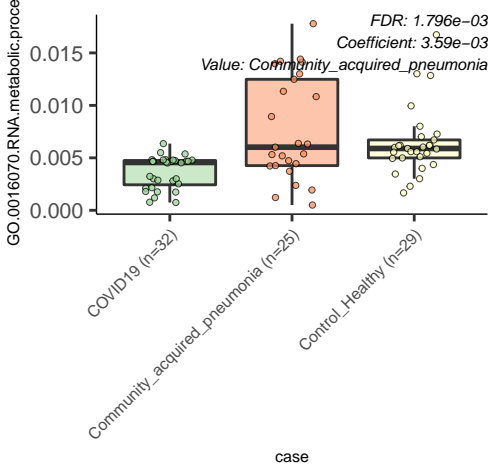 FDR: 1.796e−03
Coefficient: 3.59e−03
Value: Community_acquired_pneumonia
GO.0016070.RNA.metabolic.proce
0.015
0.010
0.005
0.000
COVID19 (n=32)
Community_acquired_pneumonia (n=25)
Control_Healthy (n=29)
case